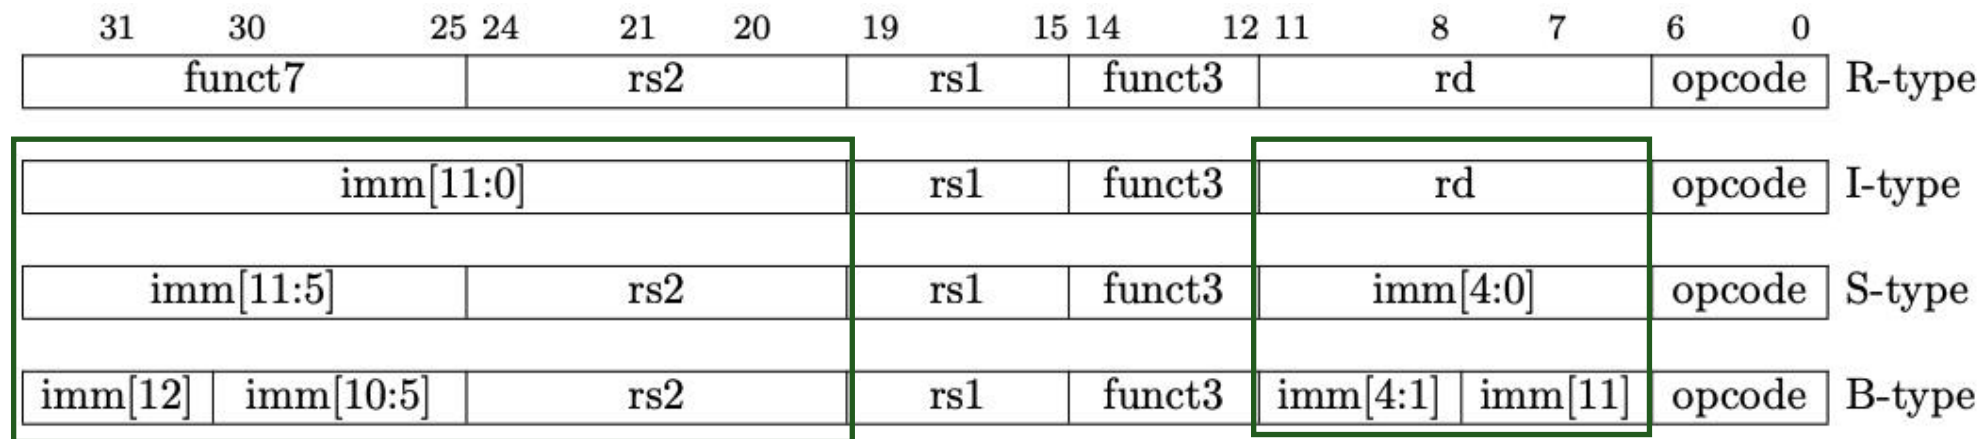 31 30 25 24 21 20 19 15 14 12 11 8 7 6 0
funct7 rs2 rs1 funct3 rd opcode R-type
imm[11:0] rs1 funct3 rd opcode I-type
imm[11:5] rs2 rs1 funct3 imm[4:0] opcode S-type
imm[12] imm[10:5] rs2 rs1 funct3 imm[4:1] imm[11] opcode B-type